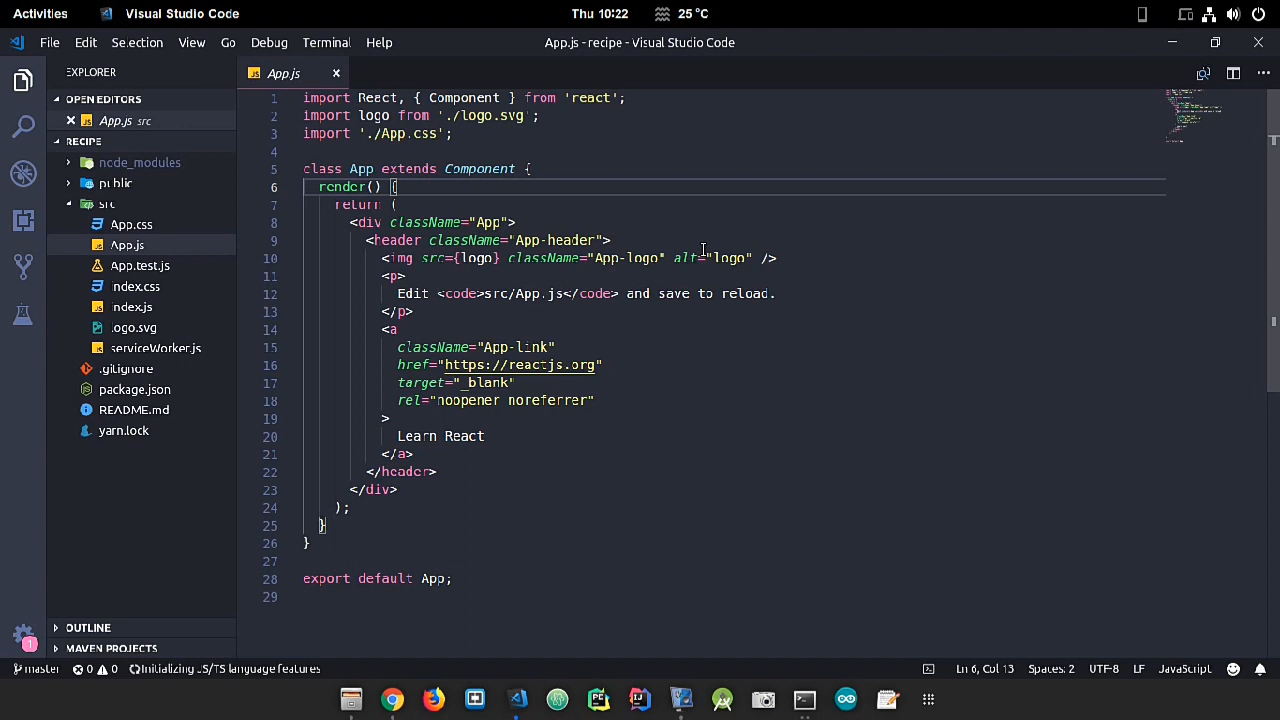 Activities Visual Studio Code Thu 10:22 25 °C
File Edit Selection View Go Debug Terminal Help App.js - recipe - Visual Studio Code
EXPLORER
OPEN EDITORS
App.js src
RECIPE
node_modules
public
src
App.css
App.js
App.test.js
index.css
index.js
logo.svg
serviceWorker.js
.gitignore
package.json
README.md
yarn.lock
OUTLINE
MAVEN PROJECTS
1
JS App.js
1 import React, { Component } from 'react';
2 import logo from './logo.svg';
3 import './App.css';
4
5 class App extends Component {
6 render() {
7 return (
8 <div className="App">
9 <header className="App-header">
10 <img src={logo} className="App-logo" alt="logo" />
11 <p>
12 Edit <code>src/App.js</code> and save to reload.
13 </p>
14 <a
15 className="App-link"
16 href="https://reactjs.org"
17 target="_blank"
18 rel="noopener noreferrer"
19 >
20 Learn React
21 </a>
22 </header>
23 </div>
24 );
25 }
26 }
27
28 export default App;
29
master 0 0 Initializing JS/TS language features Ln 6, Col 13 Spaces: 2 UTF-8 LF JavaScript